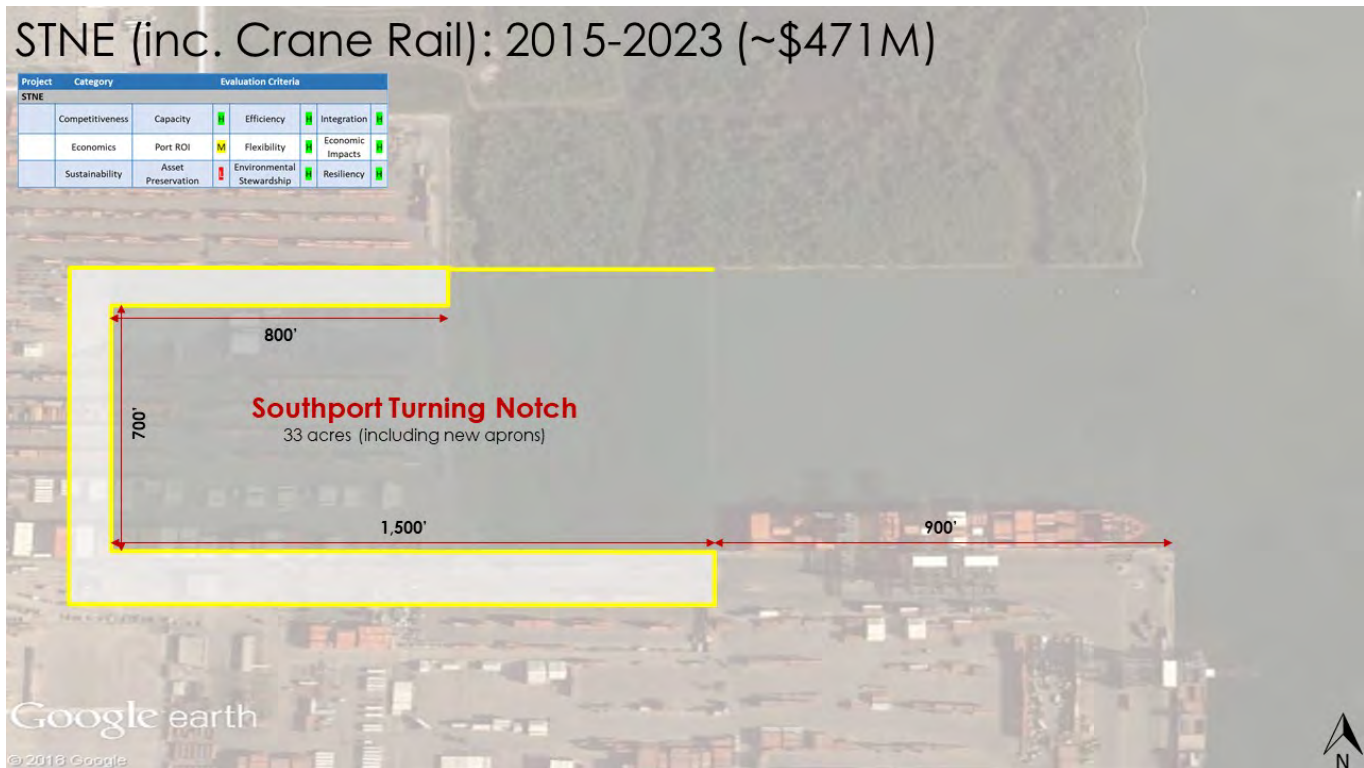 STNE (inc. Crane Rail): 2015-2023 (~$471M)
Project Category Evaluation Criteria
STNE
Competitiveness Capacity H Efficiency H Integration H
Economics Port ROI M Flexibility H Economic Impacts H
Sustainability Asset Preservation L Environmental Stewardship H Resiliency H
800’
700’
Southport Turning Notch
33 acres (including new aprons)
1,500’
900’
Google earth
© 2018 Google
N